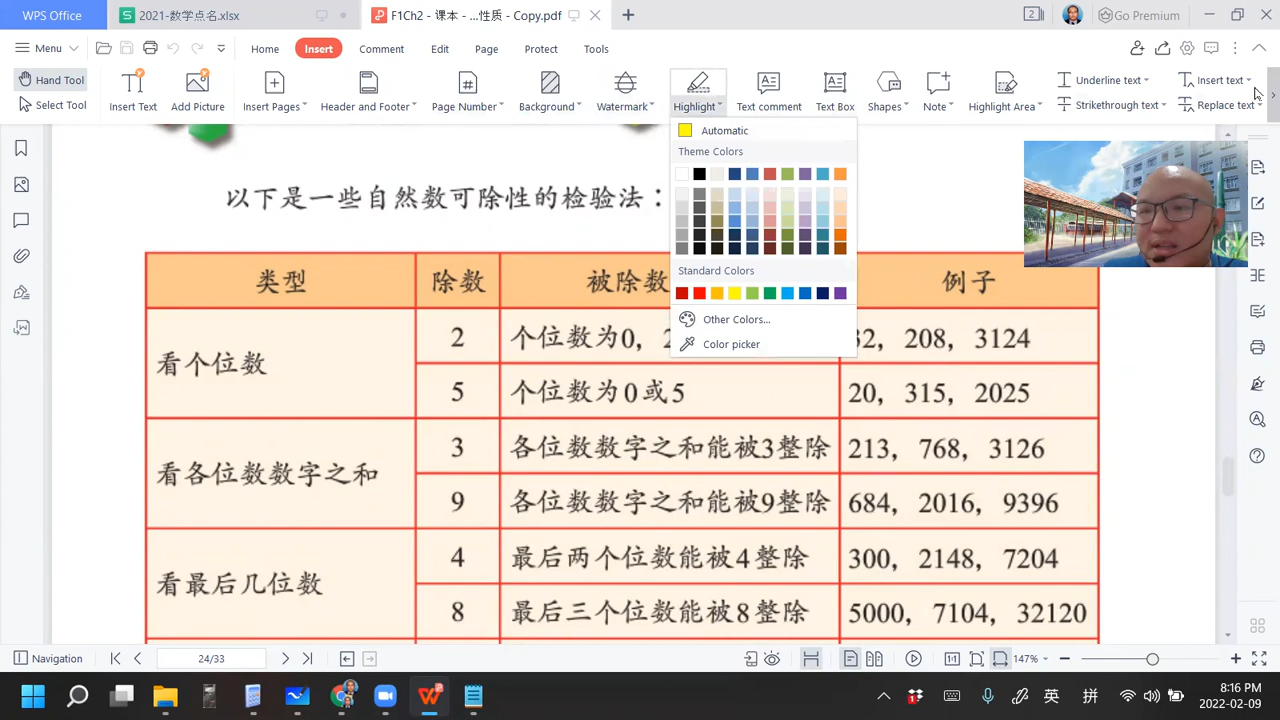 WPS Office
2021-数学点名.xlsx
F1Ch2 - 课本 - ...性质 - Copy.pdf
2
Go Premium
Menu
Home
Insert
Comment
Edit
Page
Protect
Tools
Hand Tool
Select Tool
Insert Text
Add Picture
Insert Pages
Header and Footer
Page Number
Background
Watermark
Highlight
Text comment
Text Box
Shapes
Note
Highlight Area
Underline text
Strikethrough text
Insert text
Replace text
Automatic
Theme Colors
Standard Colors
Other Colors...
Color picker
以下是一些自然数可除性的检验法：
类型 除数 被除数 例子
看个位数 2 个位数为0，2 32，208，3124
5 个位数为0或5 20，315，2025
看各位数数字之和 3 各位数数字之和能被3整除 213，768，3126
9 各位数数字之和能被9整除 684，2016，9396
看最后几位数 4 最后两个位数能被4整除 300，2148，7204
8 最后三个位数能被8整除 5000，7104，32120
Navigation
24/33
147%
英
拼
8:16 PM
2022-02-09